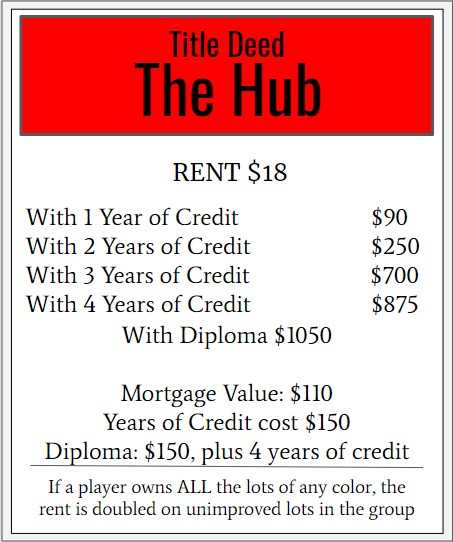 Title Deed
The Hub
RENT $18
With 1 Year of Credit $90
With 2 Years of Credit $250
With 3 Years of Credit $700
With 4 Years of Credit $875
With Diploma $1050
Mortgage Value: $110
Years of Credit cost $150
Diploma: $150, plus 4 years of credit
If a player owns ALL the lots of any color, the
rent is doubled on unimproved lots in the group